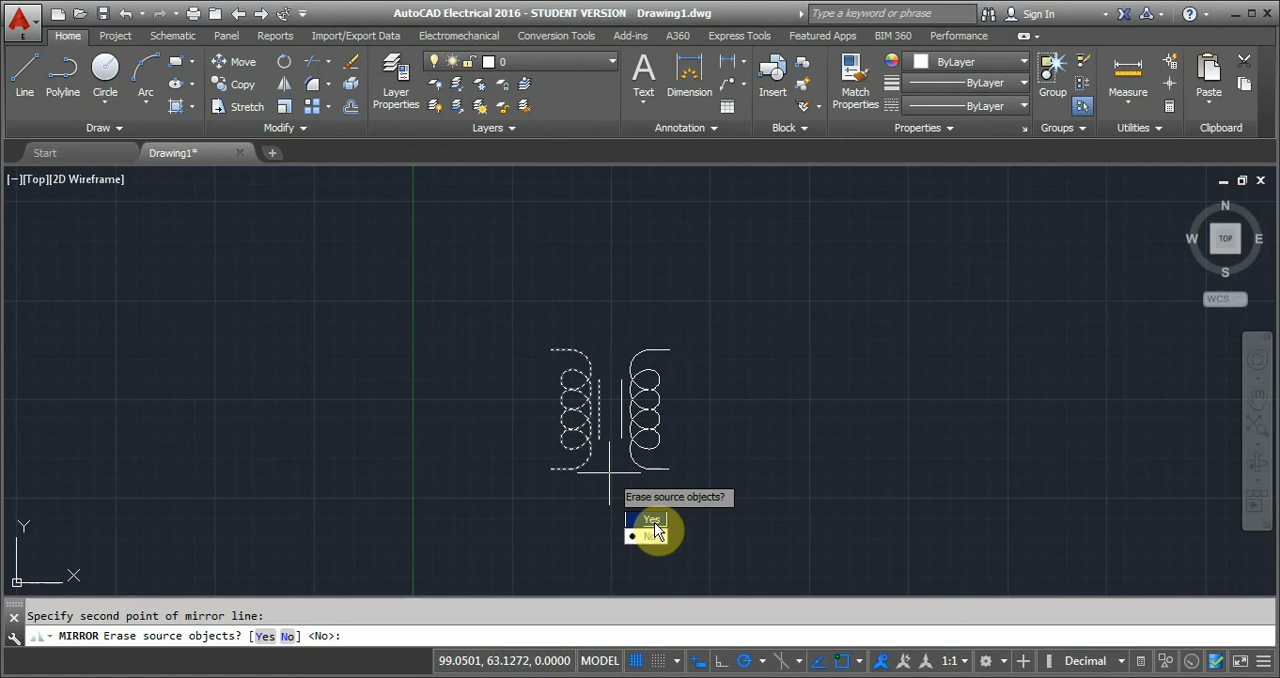 AutoCAD Electrical 2016 - STUDENT VERSION Drawing1.dwg
Type a keyword or phrase
Sign In
E
Home Project Schematic Panel Reports Import/Export Data Electromechanical Conversion Tools Add-ins A360 Express Tools Featured Apps BIM 360 Performance
Line Polyline Circle Arc
Move
Copy
Stretch
Layer Properties
0
Text Dimension
Insert
Match Properties
ByLayer
ByLayer
ByLayer
Group
Measure
Paste
Draw Modify Layers Annotation Block Properties Groups Utilities Clipboard
Start Drawing1*
[−][Top][2D Wireframe]
N
W TOP E
S
WCS
Erase source objects?
Yes
No
Y
X
Specify second point of mirror line:
MIRROR Erase source objects? [Yes No] <No>:
99.0501, 63.1272, 0.0000 MODEL 1:1 Decimal